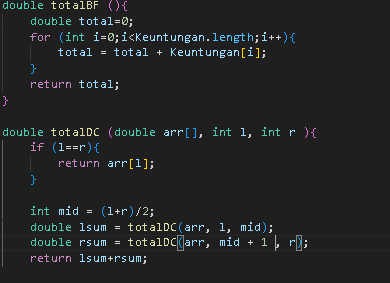 double totalBF (){
    double total=0;
    for (int i=0;i<Keuntungan.length;i++){
        total = total + Keuntungan[i];
    }
    return total;
}

double totalDC (double arr[], int l, int r ){
    if (l==r){
        return arr[l];
    }

    int mid = (l+r)/2;
    double lsum = totalDC(arr, l, mid);
    double rsum = totalDC(arr, mid + 1 , r);
    return lsum+rsum;